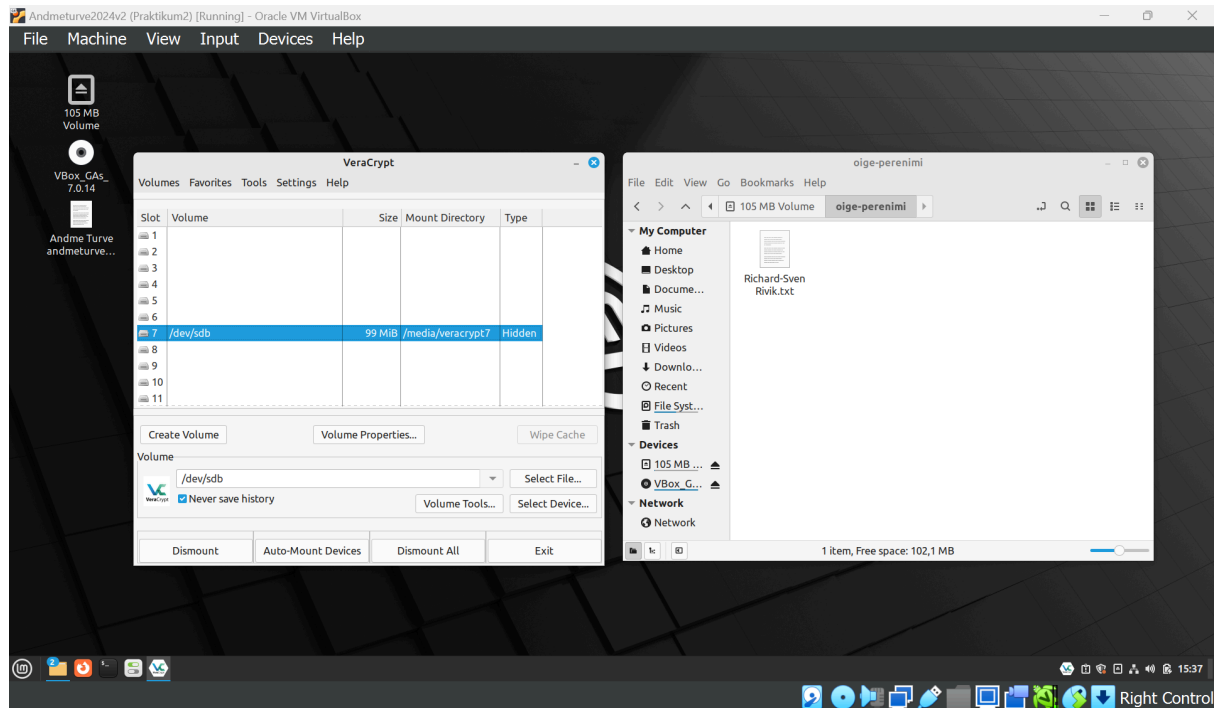 Andmeturve2024v2 (Praktikum2) [Running] - Oracle VM VirtualBox
File Machine View Input Devices Help
105 MB
Volume
VBox_GAs_
7.0.14
Andme Turve
andmeturve...
VeraCrypt
Volumes Favorites Tools Settings Help
Slot Volume Size Mount Directory Type
1
2
3
4
5
6
7 /dev/sdb 99 MiB /media/veracrypt7 Hidden
8
9
10
11
Create Volume Volume Properties... Wipe Cache
Volume
/dev/sdb Select File...
VeraCrypt Never save history Volume Tools... Select Device...
Dismount Auto-Mount Devices Dismount All Exit
oige-perenimi
File Edit View Go Bookmarks Help
105 MB Volume oige-perenimi
My Computer
Home
Desktop
Docume...
Music
Pictures
Videos
Downlo...
Recent
File Syst...
Trash
Devices
105 MB ...
VBox_G...
Network
Network
Richard-Sven
Rivik.txt
1 item, Free space: 102,1 MB
2
15:37
Right Control